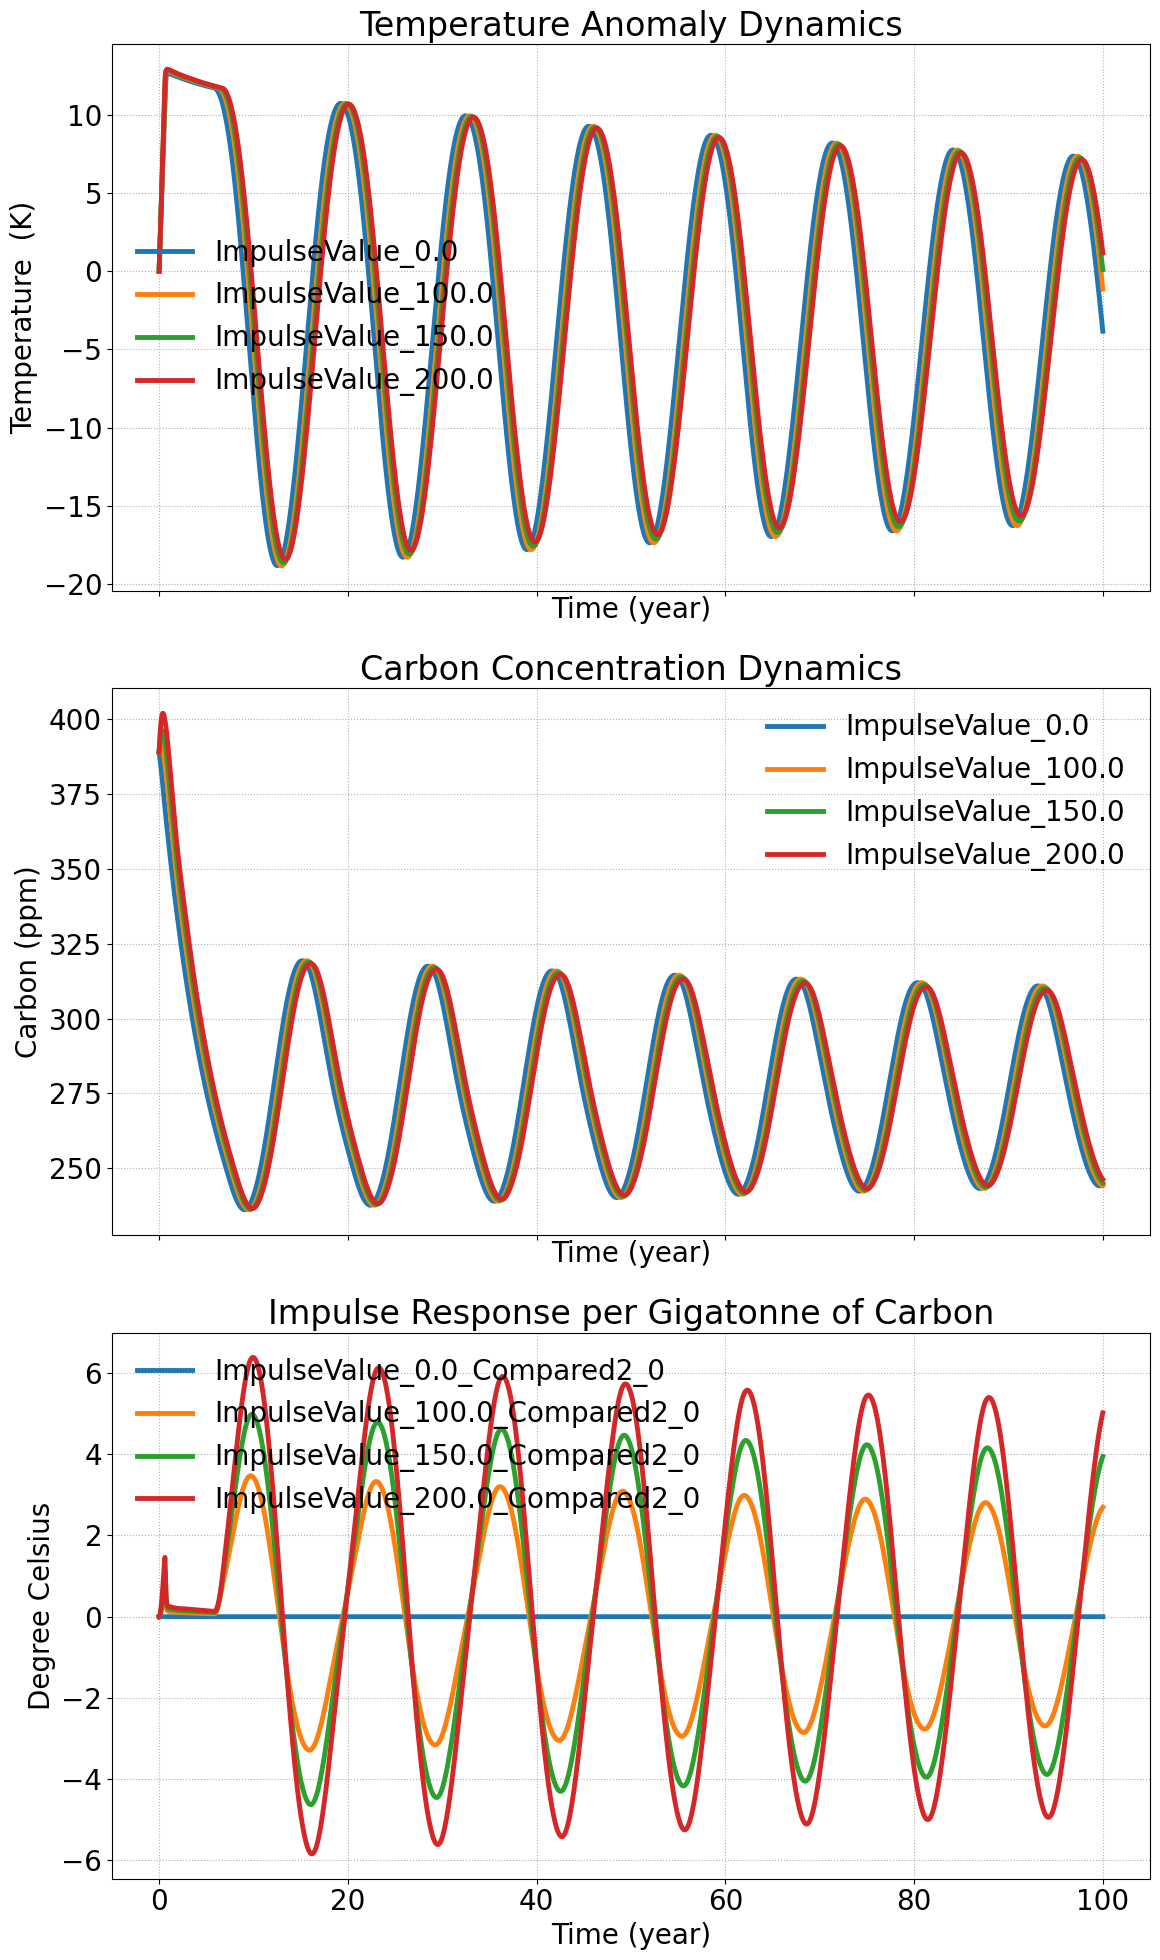 Temperature Anomaly Dynamics
10
5
0
−5
−10
−15
−20
Temperature  (K)
ImpulseValue_0.0
ImpulseValue_100.0
ImpulseValue_150.0
ImpulseValue_200.0
Time (year)
Carbon Concentration Dynamics
400
375
350
325
300
275
250
Carbon (ppm)
ImpulseValue_0.0
ImpulseValue_100.0
ImpulseValue_150.0
ImpulseValue_200.0
Time (year)
Impulse Response per Gigatonne of Carbon
6
4
2
0
−2
−4
−6
Degree Celsius
ImpulseValue_0.0_Compared2_0
ImpulseValue_100.0_Compared2_0
ImpulseValue_150.0_Compared2_0
ImpulseValue_200.0_Compared2_0
0 20 40 60 80 100
Time (year)